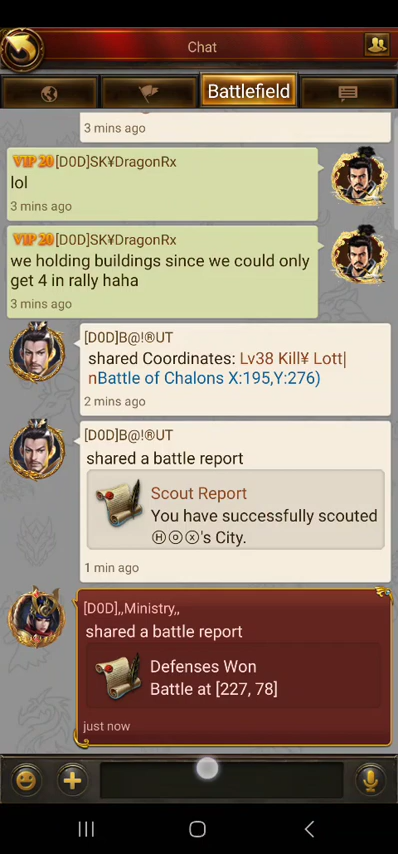 Chat
Battlefield
3 mins ago
VIP 20 [D0D]SK¥DragonRx
lol
3 mins ago
VIP 20 [D0D]SK¥DragonRx
we holding buildings since we could only
get 4 in rally haha
3 mins ago
[D0D]B@!®UT
shared Coordinates: Lv38 Kill¥ Lott|
nBattle of Chalons X:195,Y:276)
2 mins ago
[D0D]B@!®UT
shared a battle report
Scout Report
You have successfully scouted
Ⓗⓞⓧ's City.
1 min ago
[D0D],,Ministry,,
shared a battle report
Defenses Won
Battle at [227, 78]
just now